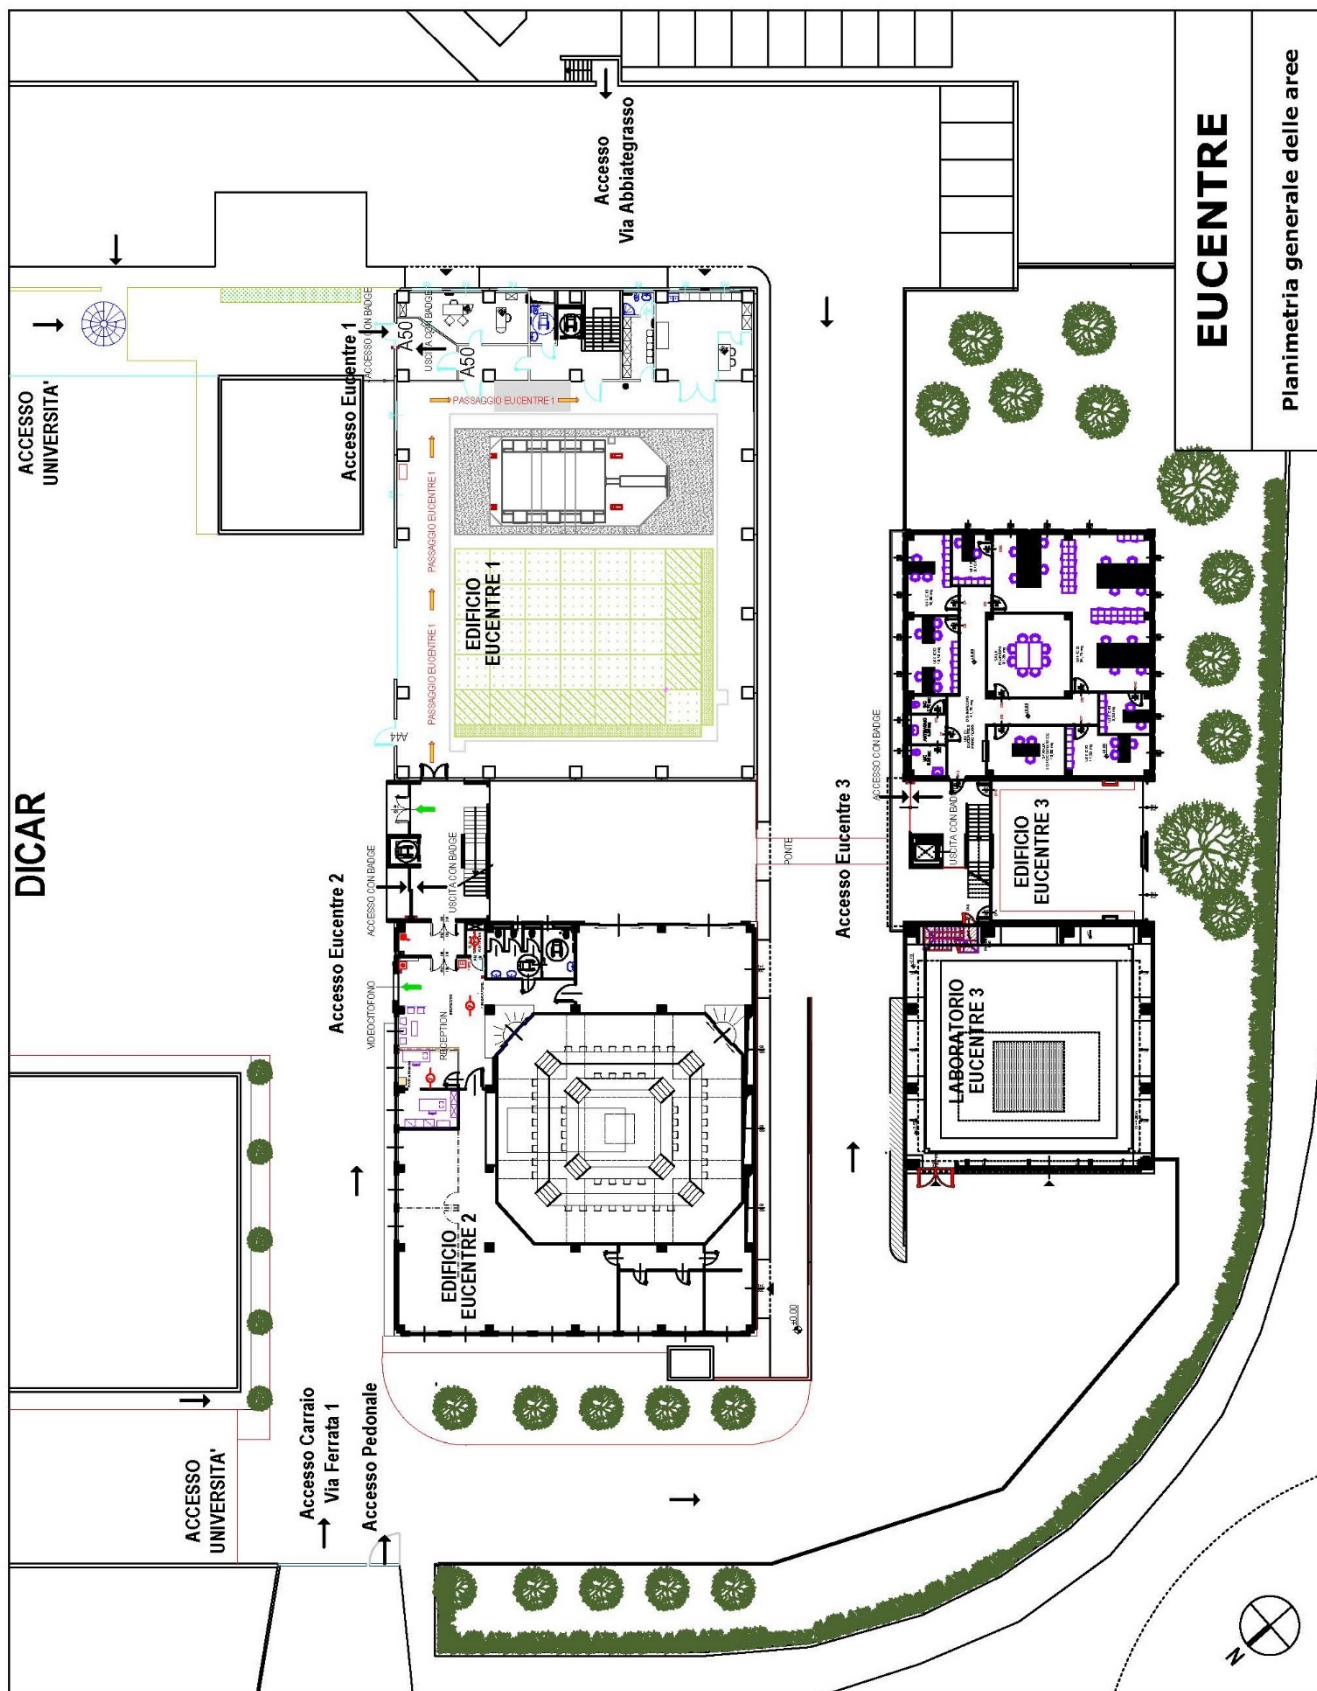 EUCENTRE
Planimetria generale delle aree
DICAR
ACCESSO
UNIVERSITA'
Accesso
Via Abbiategrasso
Accesso Eucentre 1
ACCESSO CON BADGE
USCITA CON BADGE
A50
A50
PASSAGGIO EUCENTRE 1
PASSAGGIO EUCENTRE 1
PASSAGGIO EUCENTRE 1
EDIFICIO
EUCENTRE 1
A44
Accesso Eucentre 2
ACCESSO CON BADGE
USCITA CON BADGE
VIDEOCITOFONO
RECEPTION
EDIFICIO
EUCENTRE 2
PONTE
Accesso Eucentre 3
ACCESSO CON BADGE
USCITA CON BADGE
EDIFICIO
EUCENTRE 3
LABORATORIO
EUCENTRE 3
±0.00
ACCESSO
UNIVERSITA'
Accesso Carraio
Via Ferrata 1
Accesso Pedonale
N